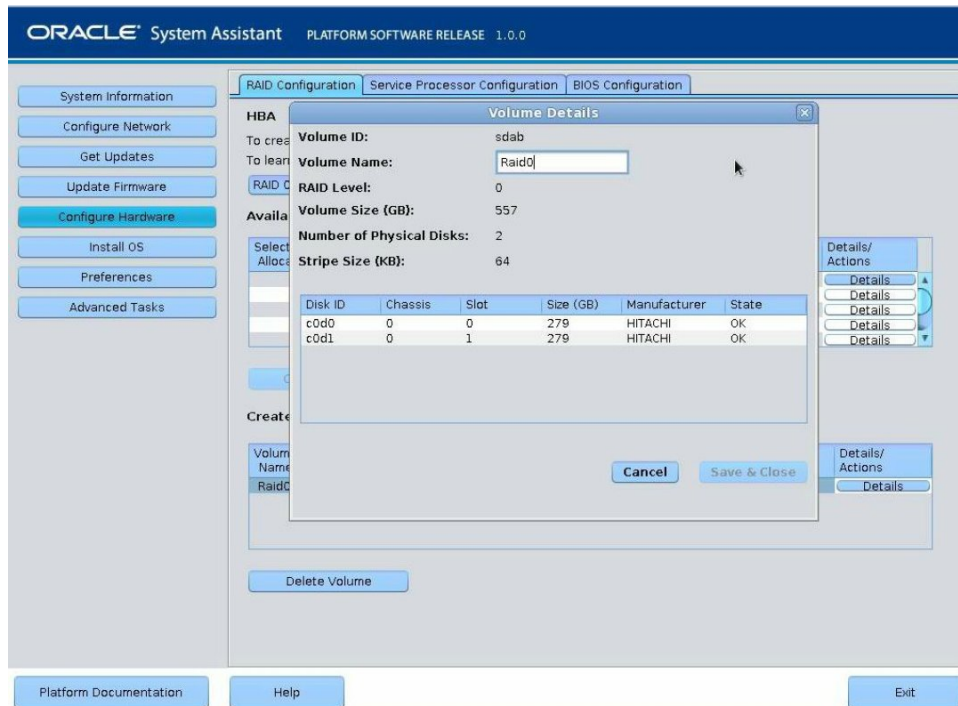 ORACLE System Assistant PLATFORM SOFTWARE RELEASE 1.0.0
System Information
Configure Network
Get Updates
Update Firmware
Configure Hardware
Install OS
Preferences
Advanced Tasks
RAID Configuration Service Processor Configuration BIOS Configuration
HBA
To crea
To lear
RAID C
Availa
Select
Alloca
Details/
Actions
Details
Details
Details
Details
Details
C
Create
Volum
Name
Details/
Actions
Raid0 Details
Delete Volume
Volume Details
Volume ID: sdab
Volume Name: Raid0
RAID Level: 0
Volume Size (GB): 557
Number of Physical Disks: 2
Stripe Size (KB): 64
Disk ID Chassis Slot Size (GB) Manufacturer State
c0d0 0 0 279 HITACHI OK
c0d1 0 1 279 HITACHI OK
Cancel Save & Close
Platform Documentation Help Exit